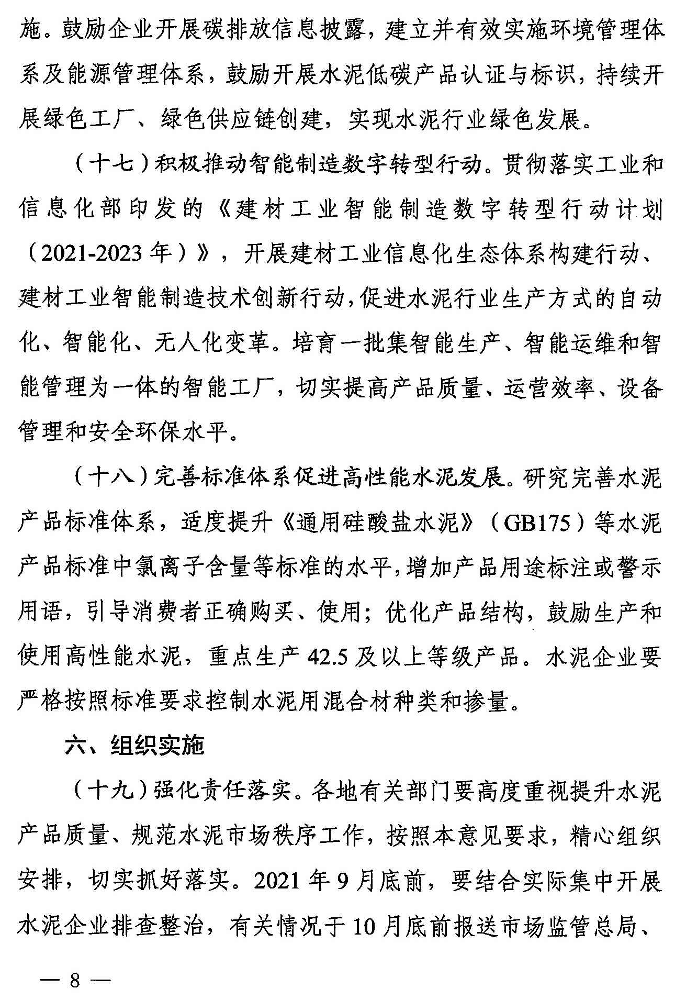 施。鼓励企业开展碳排放信息披露，建立并有效实施环境管理体
系及能源管理体系，鼓励开展水泥低碳产品认证与标识，持续开
展绿色工厂、绿色供应链创建，实现水泥行业绿色发展。
（十七）积极推动智能制造数字转型行动。贯彻落实工业和
信息化部印发的《建材工业智能制造数字转型行动计划
（2021-2023 年）》，开展建材工业信息化生态体系构建行动、
建材工业智能制造技术创新行动，促进水泥行业生产方式的自动
化、智能化、无人化变革。培育一批集智能生产、智能运维和智
能管理为一体的智能工厂，切实提高产品质量、运营效率、设备
管理和安全环保水平。
（十八）完善标准体系促进高性能水泥发展。研究完善水泥
产品标准体系，适度提升《通用硅酸盐水泥》（GB175）等水泥
产品标准中氯离子含量等标准的水平，增加产品用途标注或警示
用语，引导消费者正确购买、使用；优化产品结构，鼓励生产和
使用高性能水泥，重点生产 42.5 及以上等级产品。水泥企业要
严格按照标准要求控制水泥用混合材种类和掺量。
六、组织实施
（十九）强化责任落实。各地有关部门要高度重视提升水泥
产品质量、规范水泥市场秩序工作，按照本意见要求，精心组织
安排，切实抓好落实。2021 年 9 月底前，要结合实际集中开展
水泥企业排查整治，有关情况于 10 月底前报送市场监管总局、
— 8 —